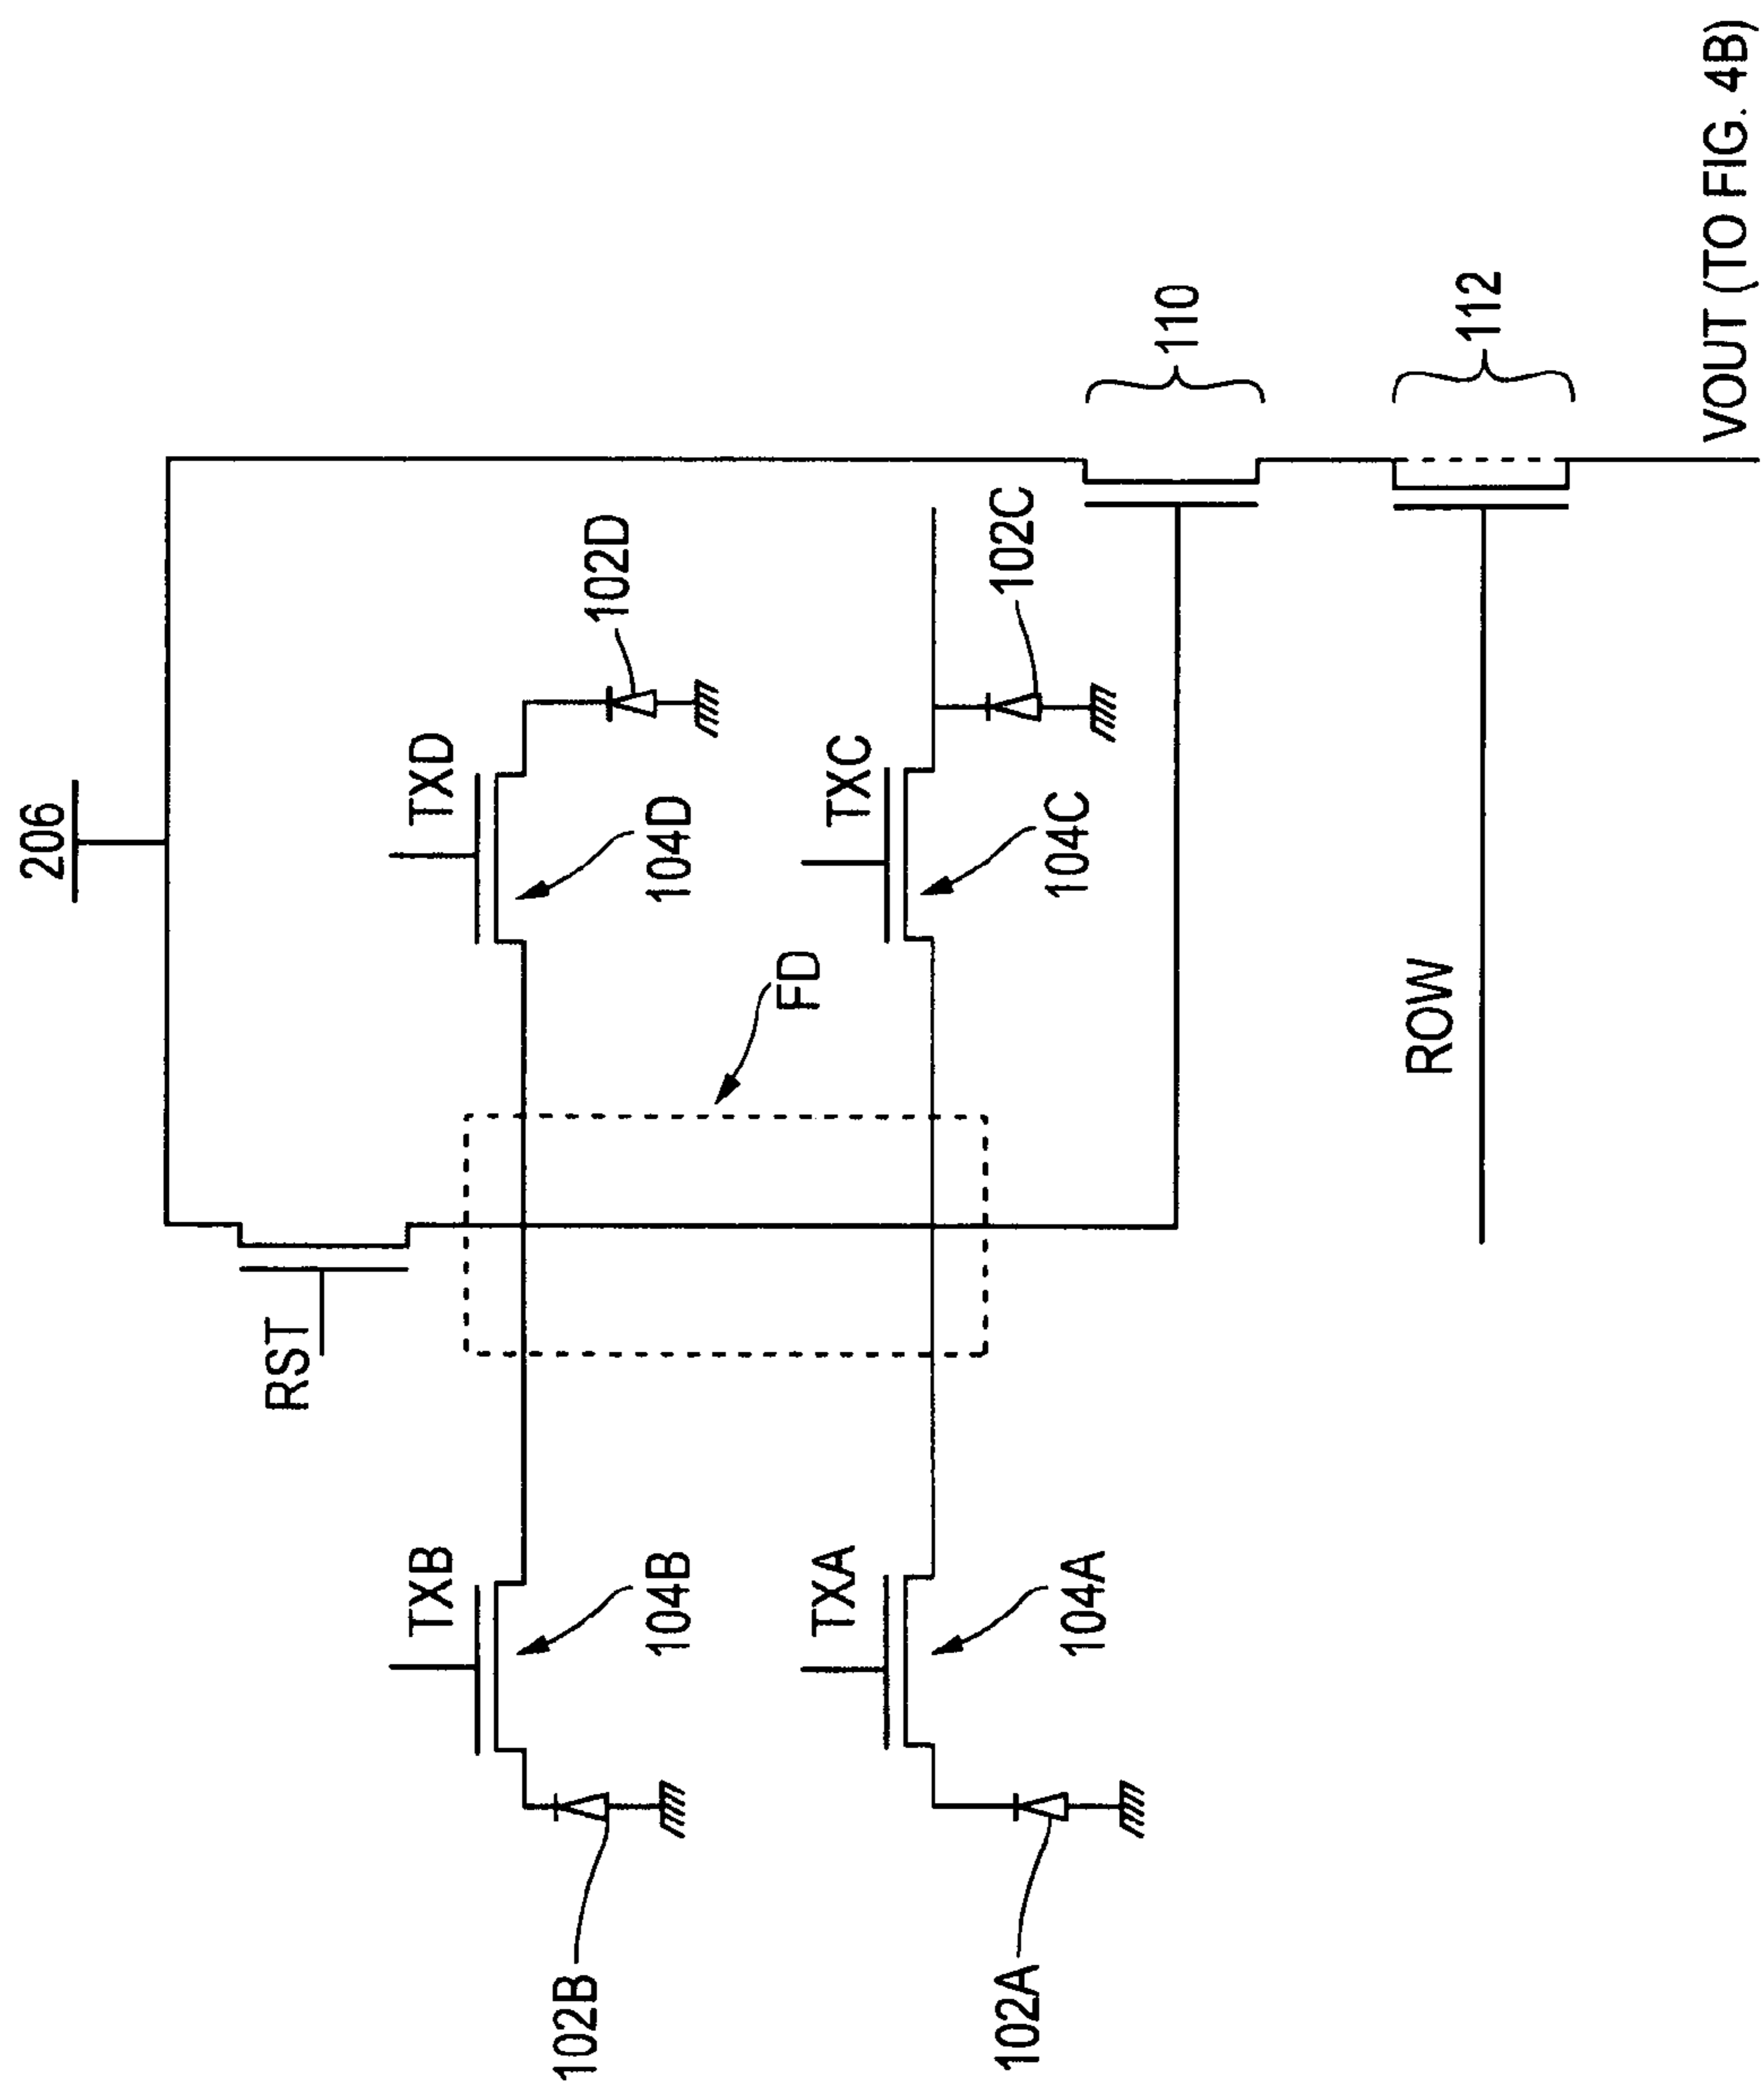 206
RST
TXB
TXD
102D
104B
104D
102B
FD
TXA
TXC
102C
104A
104C
102A
110
ROW
112
VOUT (TO FIG. 4B)